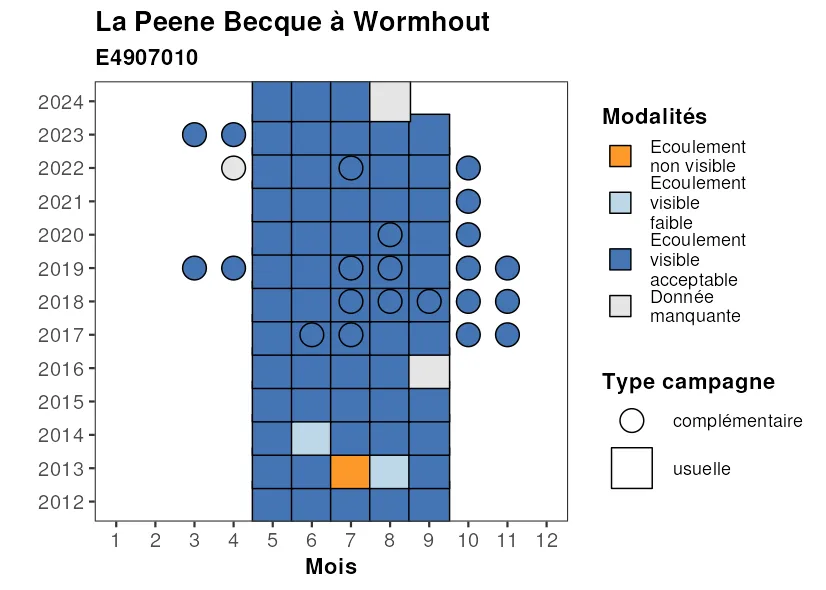 La Peene Becque à Wormhout
E4907010
2024
2023
2022
2021
2020
2019
2018
2017
2016
2015
2014
2013
2012
1 2 3 4 5 6 7 8 9 10 11 12
Mois
Modalités
Ecoulement
non visible
Ecoulement
visible
faible
Ecoulement
visible
acceptable
Donnée
manquante
Type campagne
complémentaire
usuelle